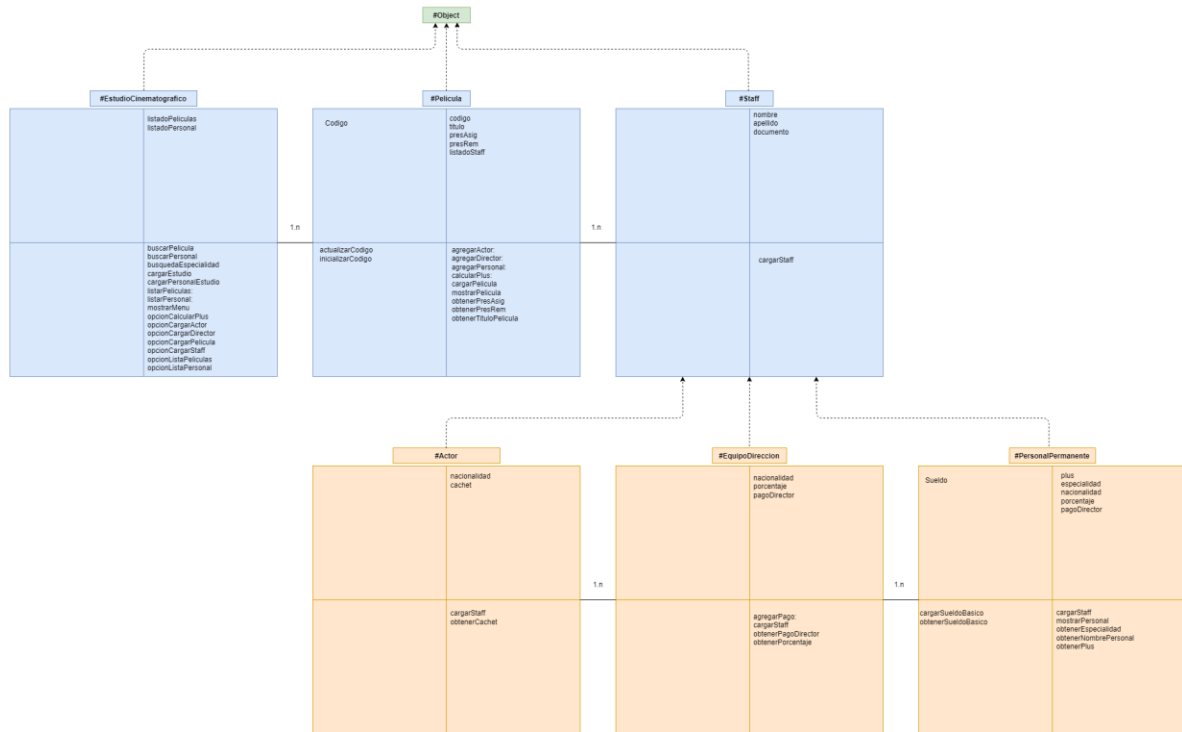 #Object
#EstudioCinematografico
listadoPeliculas
listadoPersonal
buscarPelicula
buscarPersonal
busquedaEspecialidad
cargarEstudio
cargarPersonalEstudio
listarPeliculas:
listarPersonal:
mostrarMenu
opcionCalcularPlus
opcionCargarActor
opcionCargarDirector
opcionCargarPelicula
opcionCargarStaff
opcionListaPeliculas
opcionListaPersonal
1.n
#Pelicula
Codigo
codigo
titulo
presAsig
presRem
listadoStaff
actualizarCodigo
inicializarCodigo
agregarActor:
agregarDirector:
agregarPersonal:
calcularPlus:
cargarPelicula
mostrarPelicula
obtenerPresAsig
obtenerPresRem
obtenerTituloPelicula
1.n
#Staff
nombre
apellido
documento
cargarStaff
#Actor
nacionalidad
cachet
cargarStaff
obtenerCachet
1.n
#EquipoDireccion
nacionalidad
porcentaje
pagoDirector
agregarPago:
cargarStaff
obtenerPagoDirector
obtenerPorcentaje
1.n
#PersonalPermanente
Sueldo
plus
especialidad
nacionalidad
porcentaje
pagoDirector
cargarSueldoBasico
obtenerSueldoBasico
cargarStaff
mostrarPersonal
obtenerEspecialidad
obtenerNombrePersonal
obtenerPlus